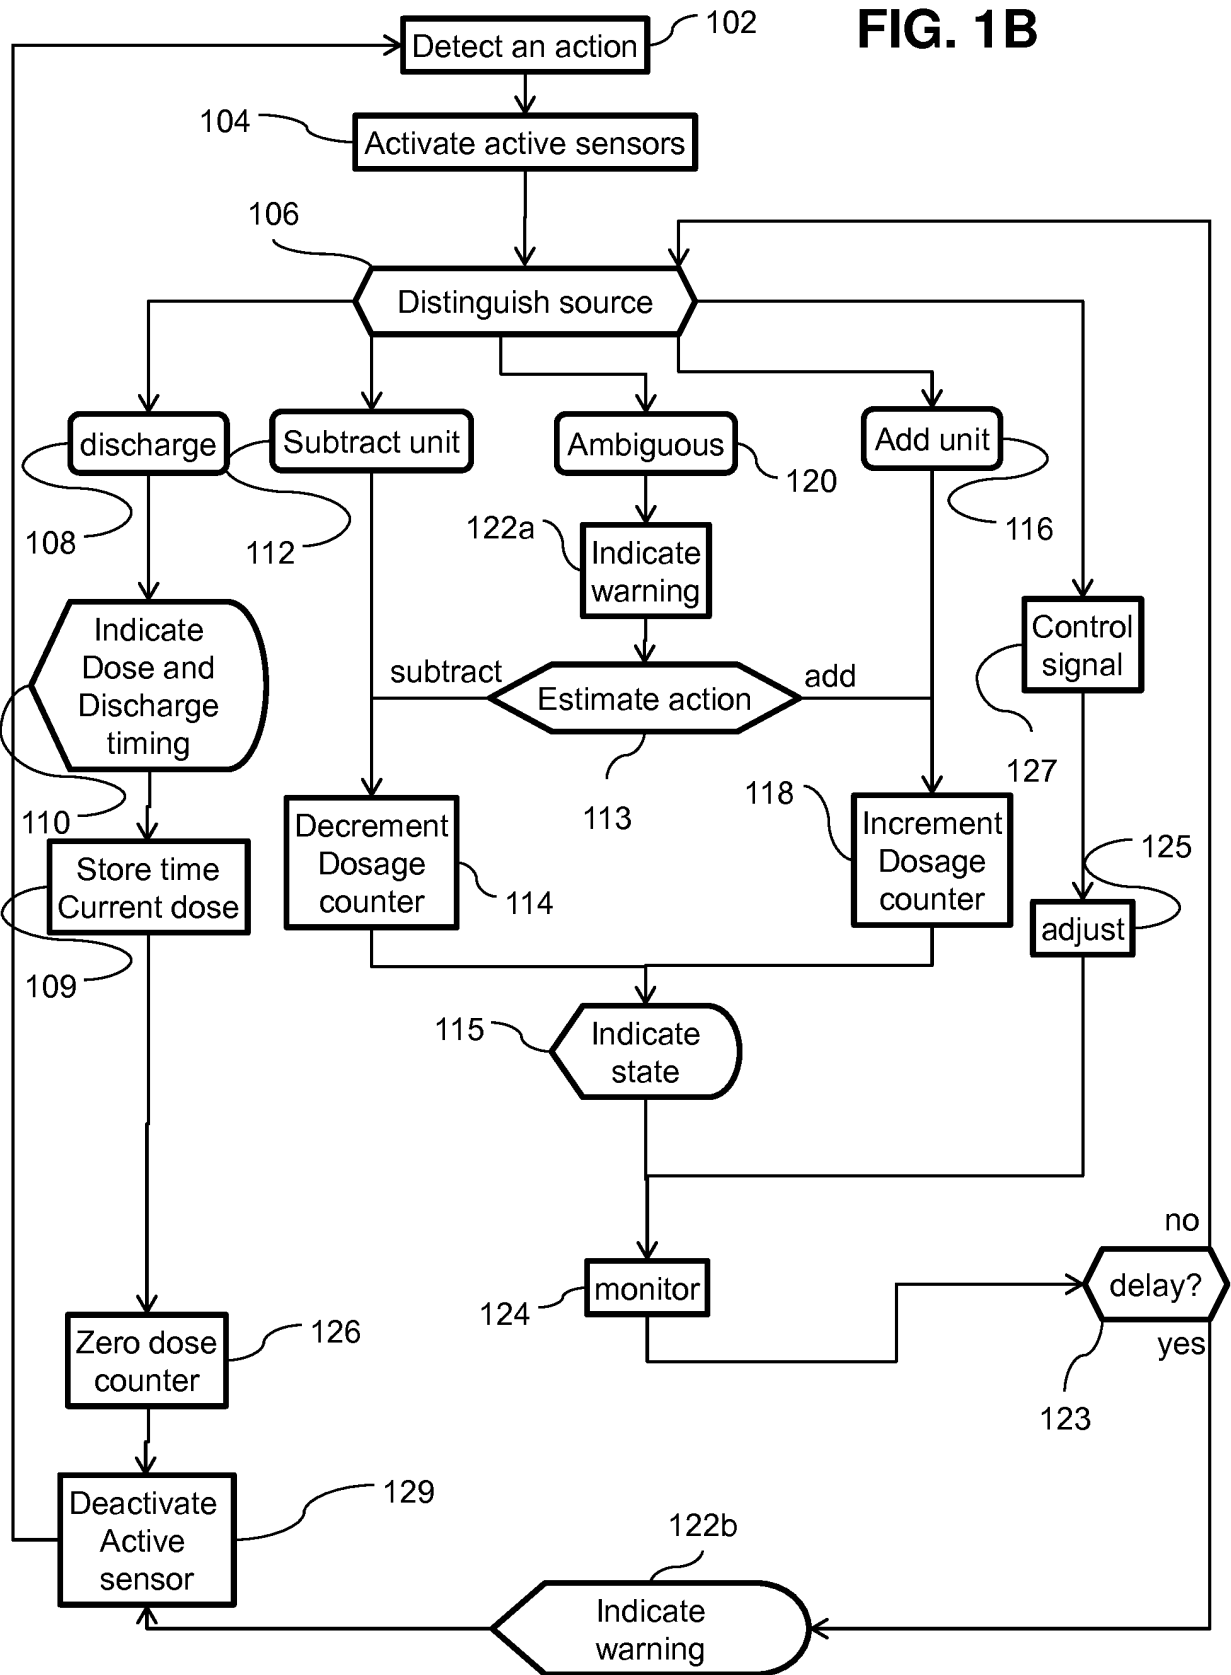 FIG. 1B
102
Detect an action
104
Activate active sensors
106
Distinguish source
discharge
Subtract unit
Ambiguous
Add unit
108
112
120
116
122a
Indicate
warning
Indicate
Dose and
Discharge
timing
subtract
Estimate action
add
Control
signal
127
110
113
118
Store time
Current dose
Decrement
Dosage
counter
114
Increment
Dosage
counter
125
adjust
109
115
Indicate
state
no
monitor
124
delay?
yes
123
Zero dose
counter
126
Deactivate
Active
sensor
129
122b
Indicate
warning